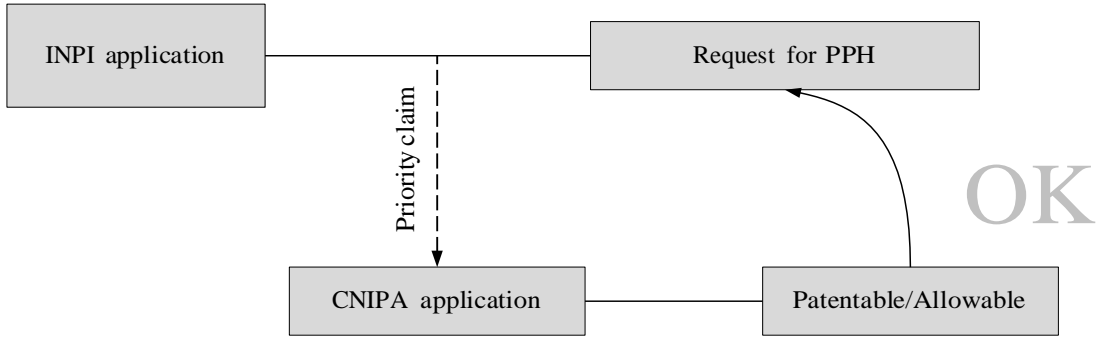 INPI application
Request for PPH
Priority claim
OK
CNIPA application
Patentable/Allowable